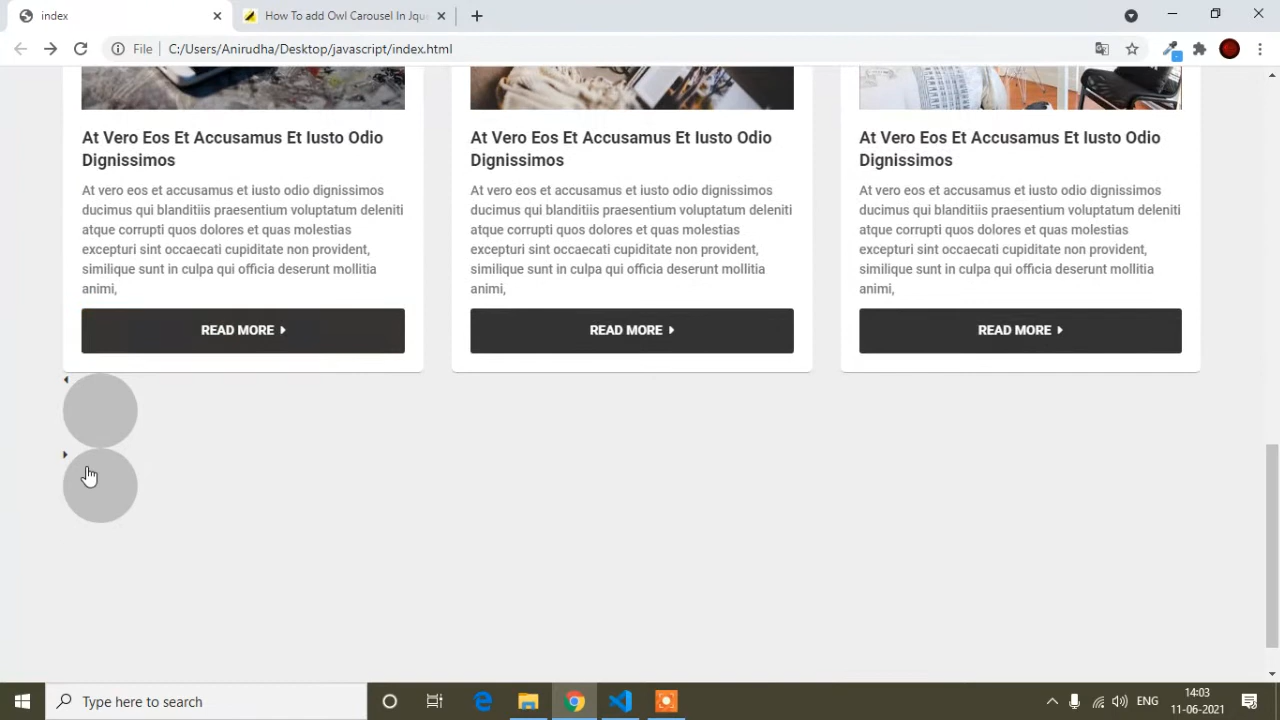 index
How To add Owl Carousel In Jque
File
C:/Users/Anirudha/Desktop/javascript/index.html
At Vero Eos Et Accusamus Et Iusto Odio
Dignissimos
At vero eos et accusamus et iusto odio dignissimos
ducimus qui blanditiis praesentium voluptatum deleniti
atque corrupti quos dolores et quas molestias
excepturi sint occaecati cupiditate non provident,
similique sunt in culpa qui officia deserunt mollitia
animi,
READ MORE
At Vero Eos Et Accusamus Et Iusto Odio
Dignissimos
At vero eos et accusamus et iusto odio dignissimos
ducimus qui blanditiis praesentium voluptatum deleniti
atque corrupti quos dolores et quas molestias
excepturi sint occaecati cupiditate non provident,
similique sunt in culpa qui officia deserunt mollitia
animi,
READ MORE
At Vero Eos Et Accusamus Et Iusto Odio
Dignissimos
At vero eos et accusamus et iusto odio dignissimos
ducimus qui blanditiis praesentium voluptatum deleniti
atque corrupti quos dolores et quas molestias
excepturi sint occaecati cupiditate non provident,
similique sunt in culpa qui officia deserunt mollitia
animi,
READ MORE
Type here to search
ENG
14:03
11-06-2021